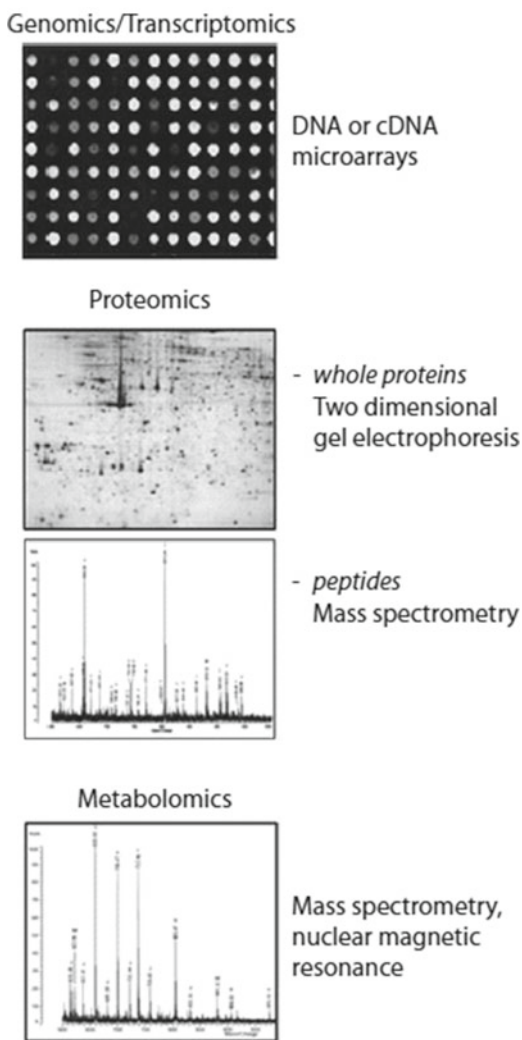 Genomics/Transcriptomics
DNA or cDNA
microarrays
Proteomics
- whole proteins
Two dimensional
gel electrophoresis
- peptides
Mass spectrometry
Metabolomics
Mass spectrometry,
nuclear magnetic
resonance